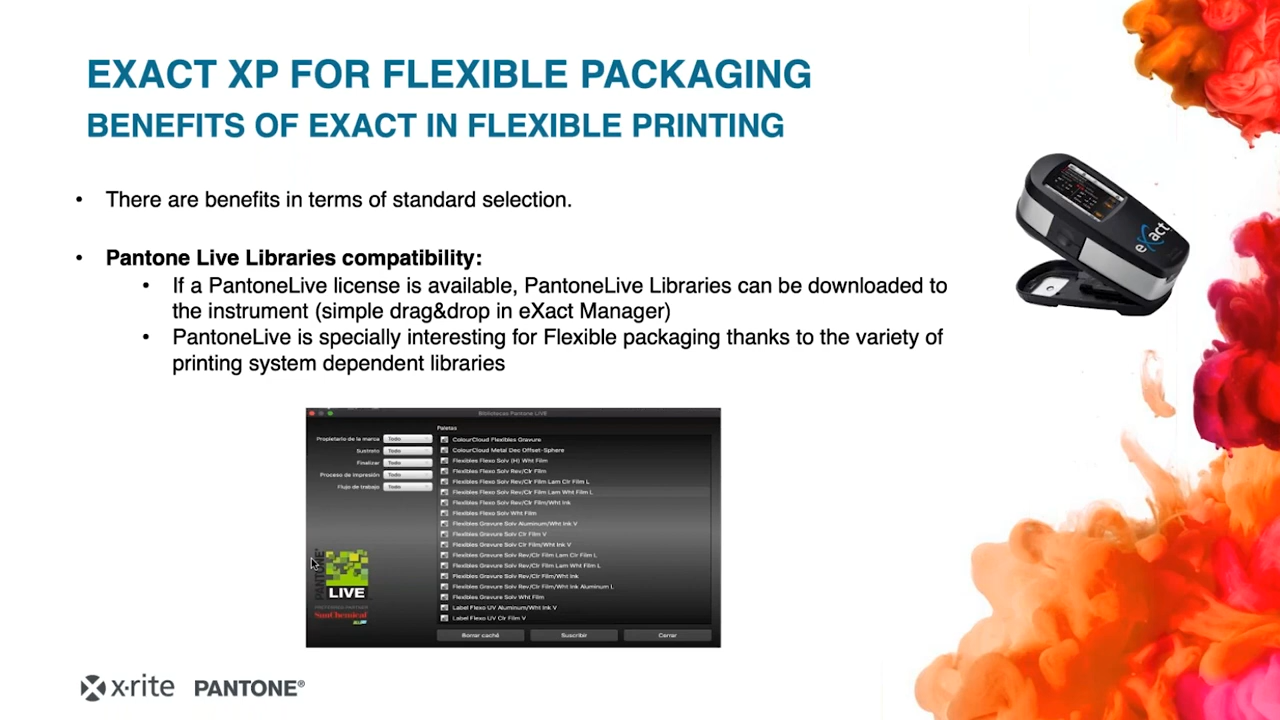 EXACT XP FOR FLEXIBLE PACKAGING
BENEFITS OF EXACT IN FLEXIBLE PRINTING
• There are benefits in terms of standard selection.
• Pantone Live Libraries compatibility:
• If a PantoneLive license is available, PantoneLive Libraries can be downloaded to
the instrument (simple drag&drop in eXact Manager)
• PantoneLive is specially interesting for Flexible packaging thanks to the variety of
printing system dependent libraries
eXact
Bibliotecas Pantone LIVE
Propietario de la marca Todo
Sustrato Todo
Finalizar Todo
Proceso de impresión Todo
Flujo de trabajo Todo
Paletas
ColourCloud Flexibles Gravure
ColourCloud Metal Dec Offset-Sphere
Flexibles Flexo Solv (H) Wht Film
Flexibles Flexo Solv Rev/Clr Film
Flexibles Flexo Solv Rev/Clr Film Lam Clr Film L
Flexibles Flexo Solv Rev/Clr Film Lam Wht Film L
Flexibles Flexo Solv Rev/Clr Film/Wht Ink
Flexibles Flexo Solv Wht Film
Flexibles Gravure Solv Aluminum/Wht Ink V
Flexibles Gravure Solv Clr Film V
Flexibles Gravure Solv Clr Film/Wht Ink V
Flexibles Gravure Solv Rev/Clr Film Lam Clr Film L
Flexibles Gravure Solv Rev/Clr Film Lam Wht Film L
Flexibles Gravure Solv Rev/Clr Film/Wht Ink
Flexibles Gravure Solv Rev/Clr Film/Wht Ink Aluminum L
Flexibles Gravure Solv Wht Film
Label Flexo UV Aluminum/Wht Ink V
Label Flexo UV Clr Film V
PANTONE
LIVE
PREFERRED PARTNER
SunChemical
Borrar caché
Suscribir
Cerrar
x·rite PANTONE®